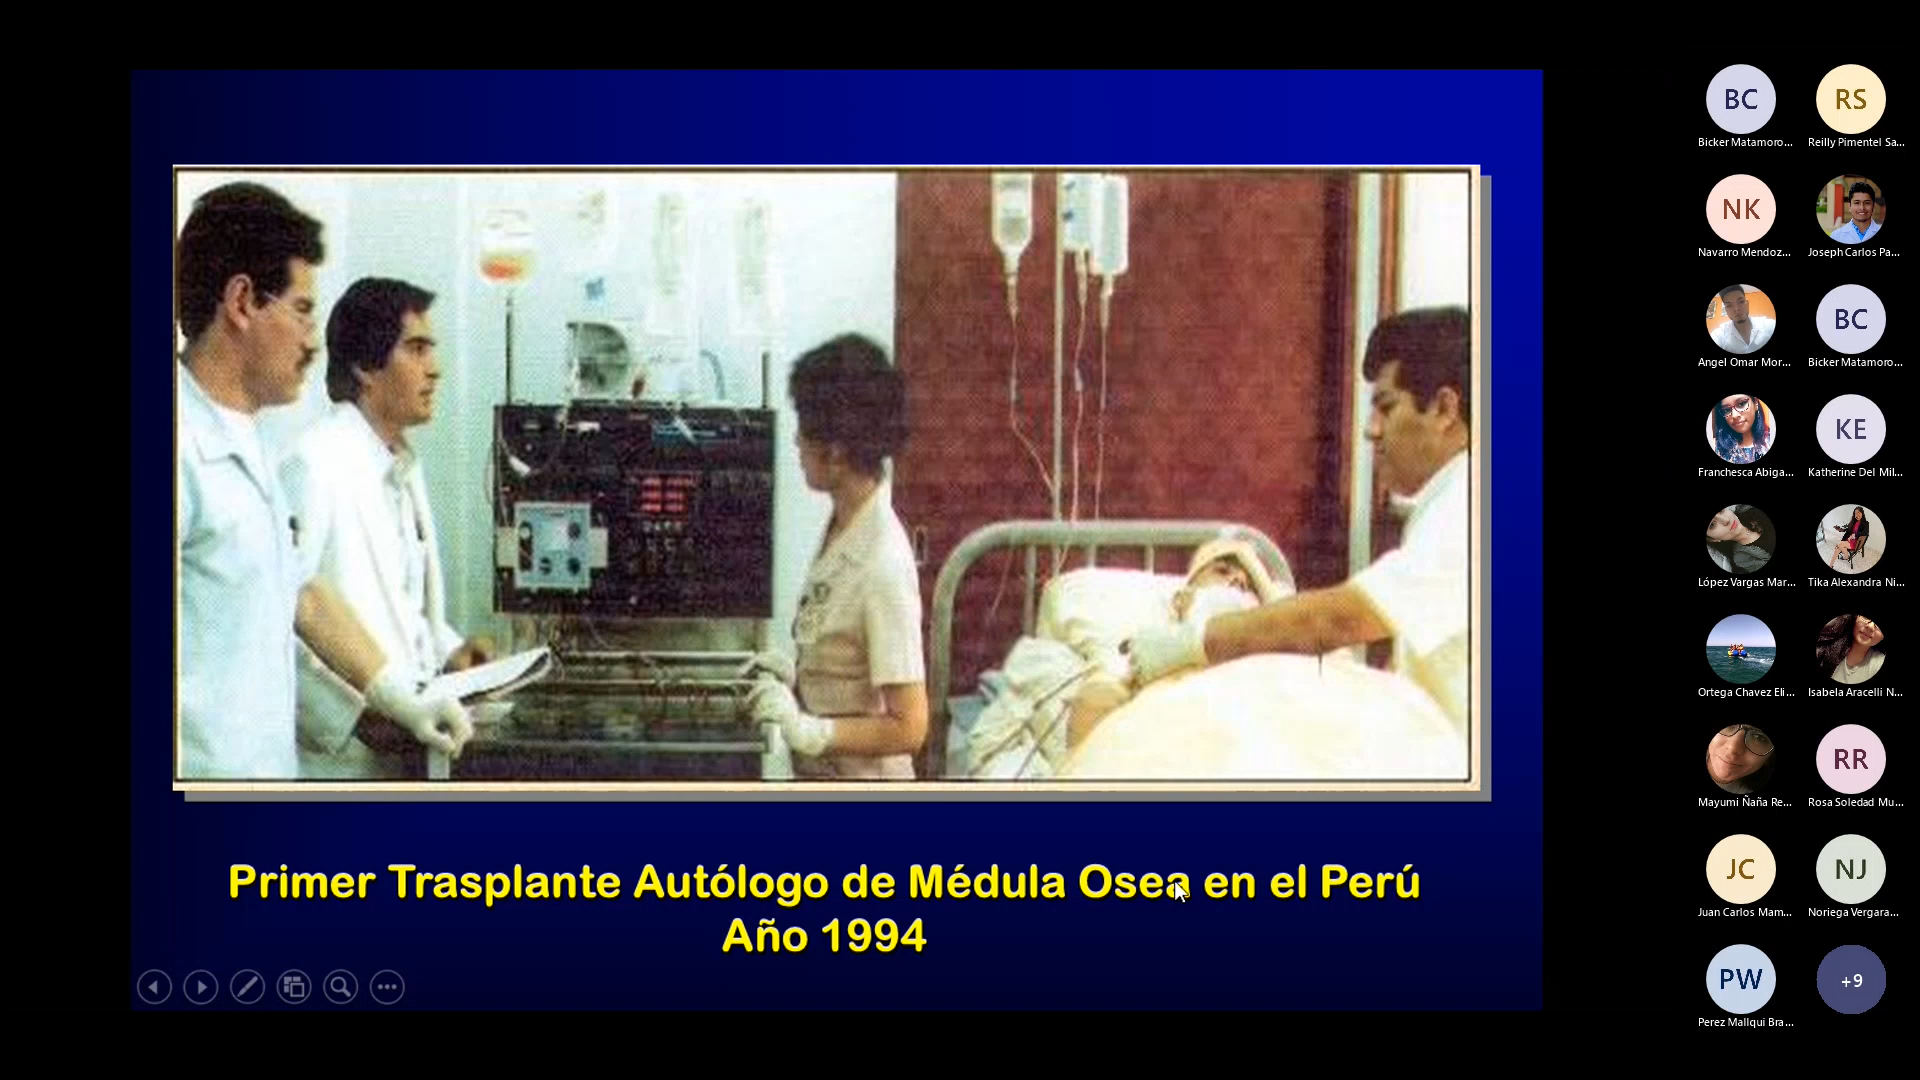 Primer Trasplante Autólogo de Médula Osea en el Perú
Año 1994
BC
RS
Bicker Matamoro...
Reilly Pimentel Sa...
NK
Navarro Mendoz...
Joseph Carlos Pa...
BC
Angel Omar Mor...
Bicker Matamoro...
KE
Franchesca Abiga...
Katherine Del Mil...
López Vargas Mar...
Tika Alexandra Ni...
Ortega Chavez Eli...
Isabela Aracelli N...
RR
Mayumi Ñaña Re...
Rosa Soledad Mu...
JC
NJ
Juan Carlos Mam...
Noriega Vergara...
PW
+9
Perez Mallqui Bra...